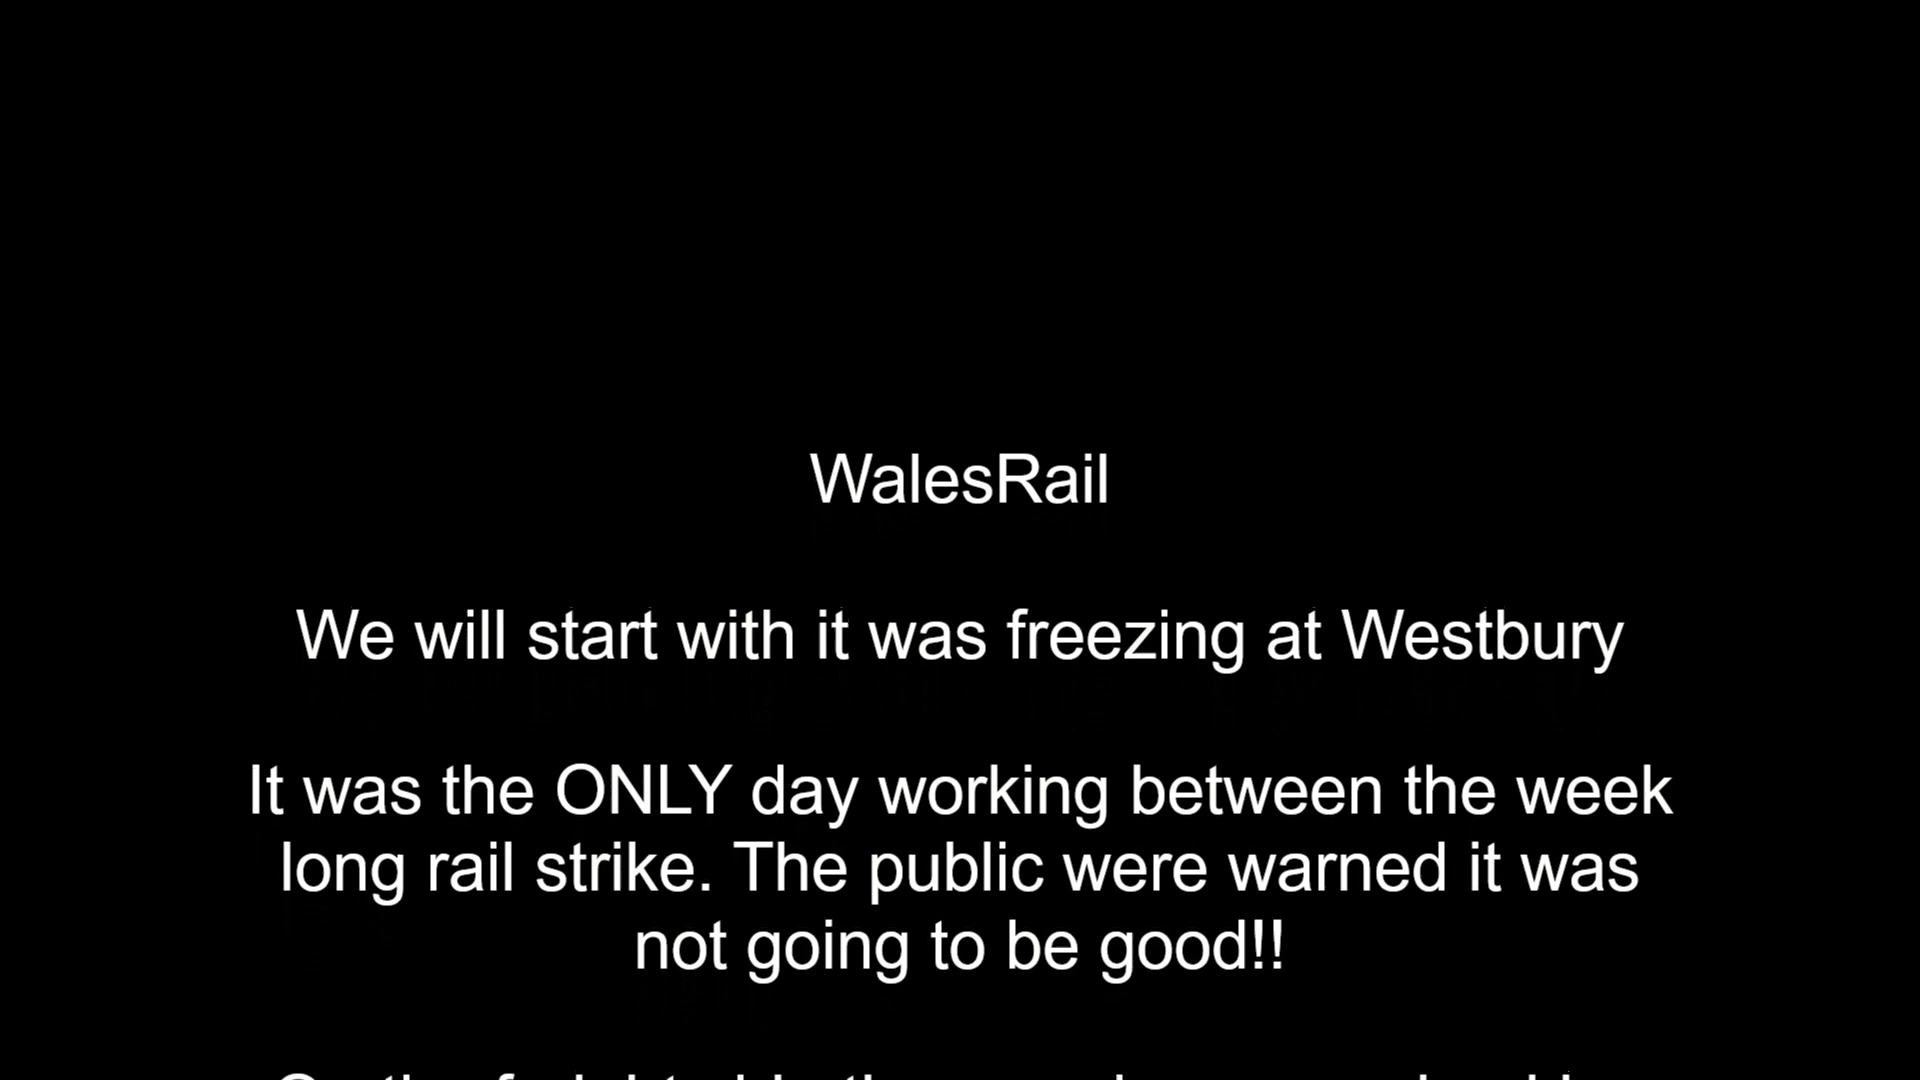 WalesRail
We will start with it was freezing at Westbury
It was the ONLY day working between the week
long rail strike. The public were warned it was
not going to be good!!